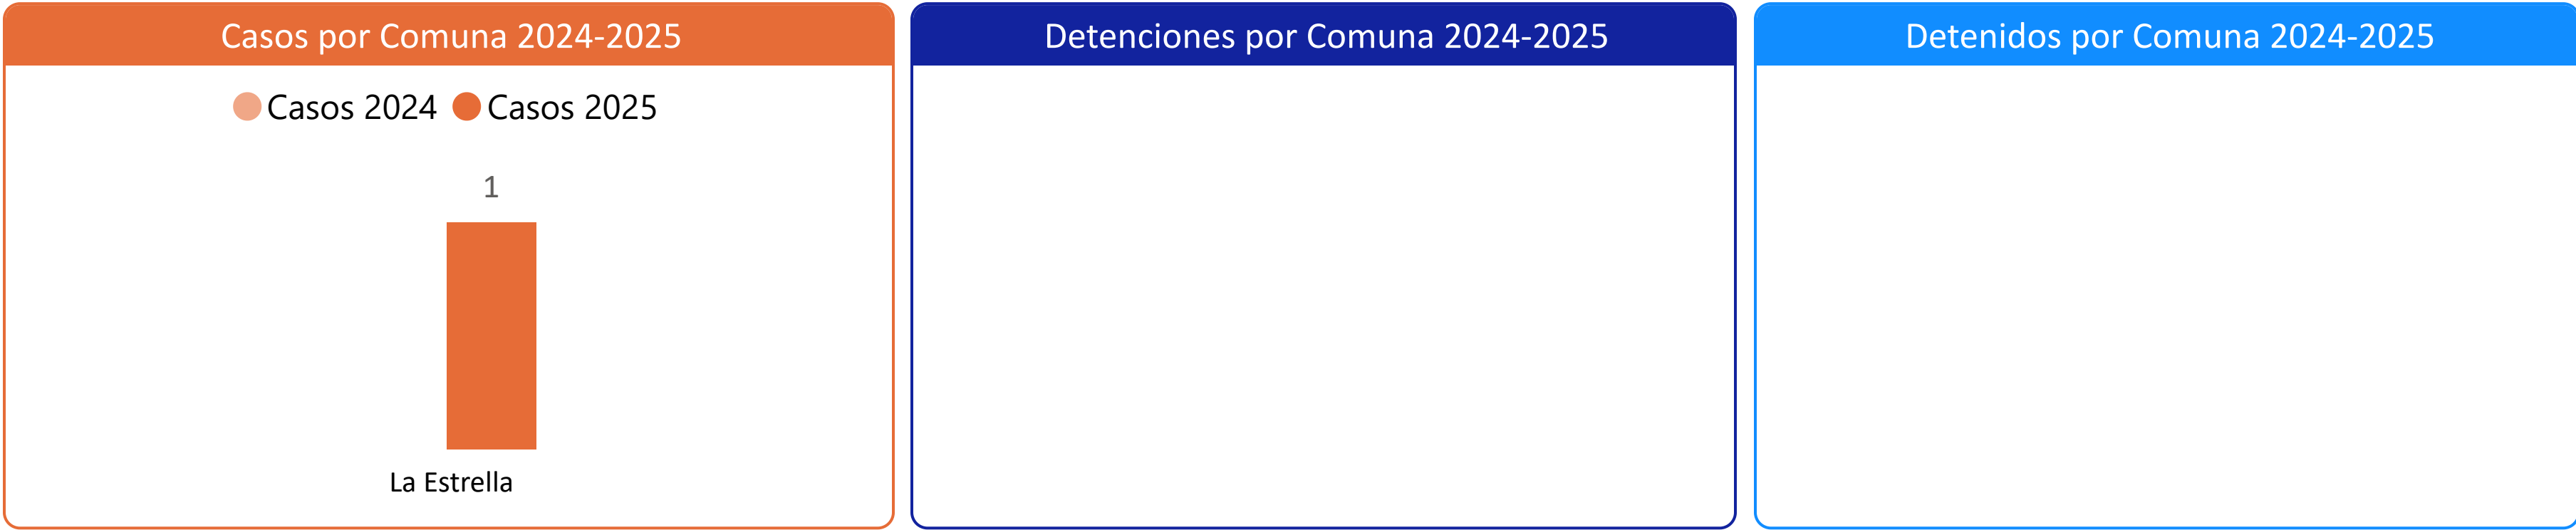 Casos por Comuna 2024-2025
Casos 2024 Casos 2025
1
La Estrella
Detenciones por Comuna 2024-2025
Detenidos por Comuna 2024-2025